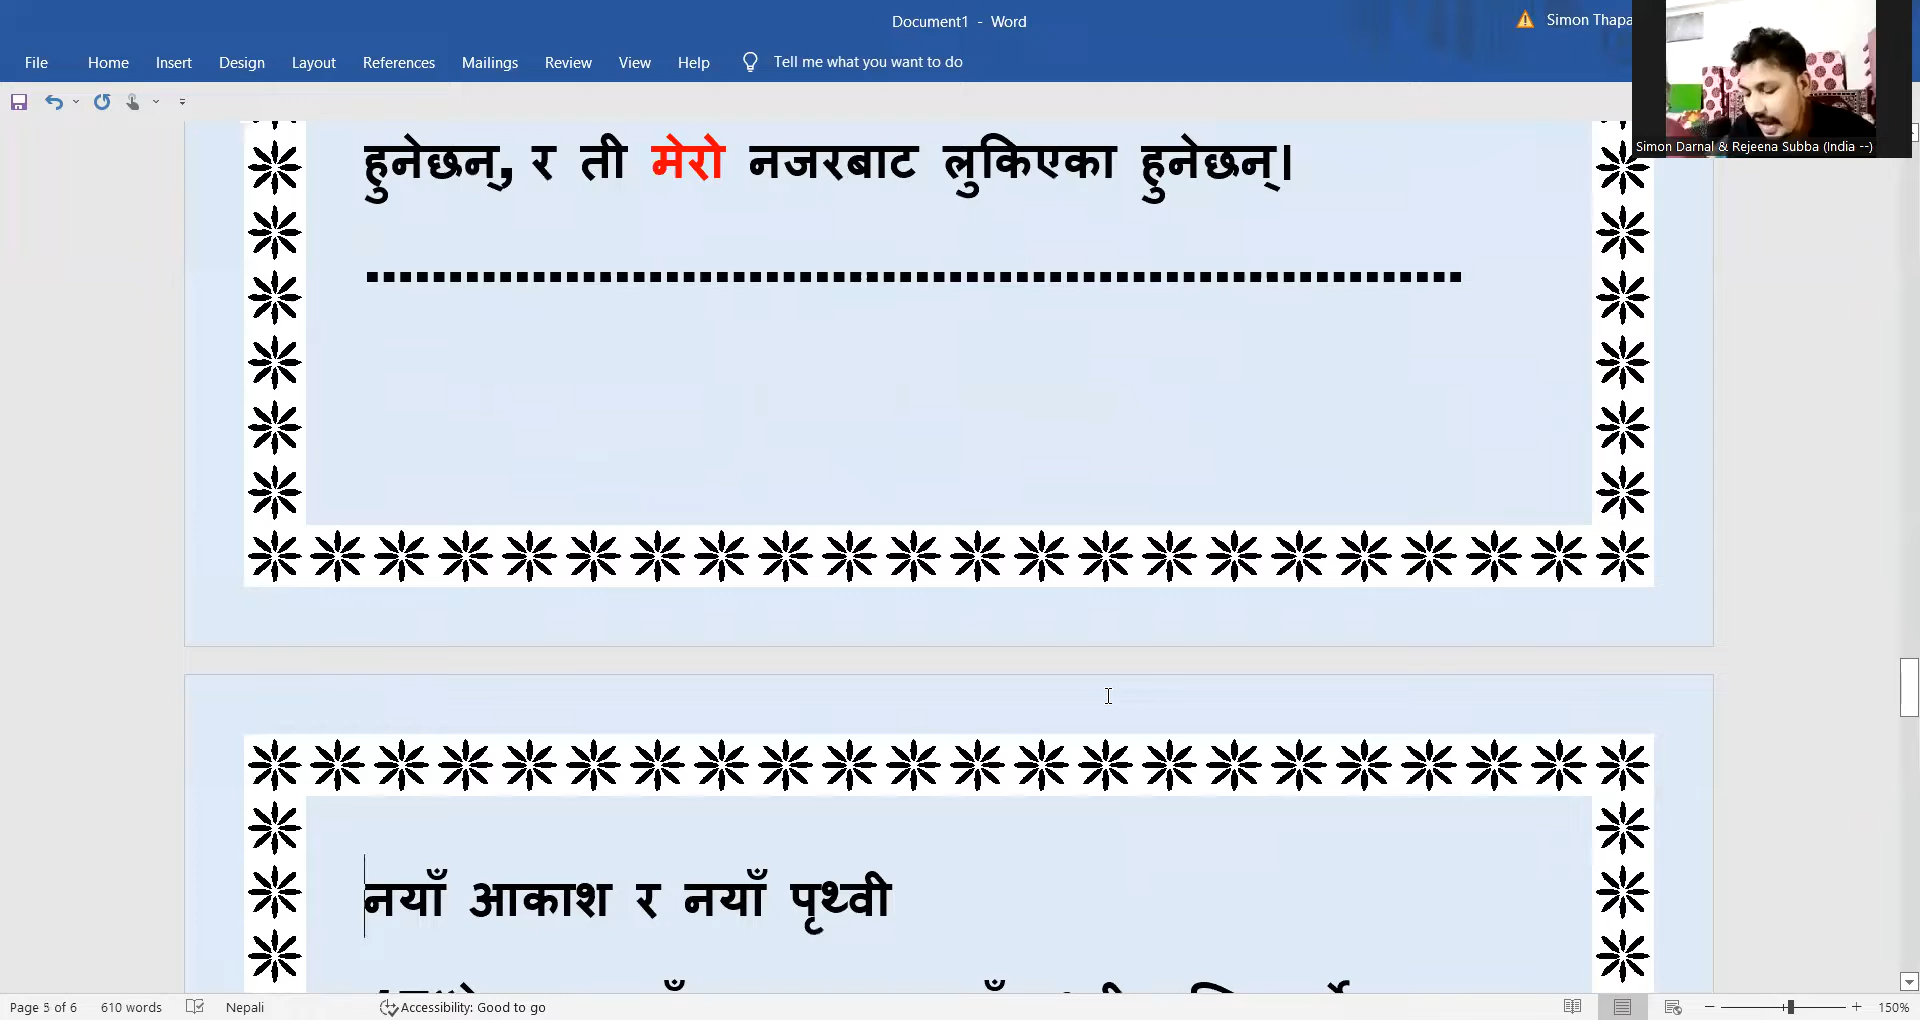 Document1 - Word
Simon Thapa
File Home Insert Design Layout References Mailings Review View Help Tell me what you want to do
Simon Darnal & Rejeena Subba (India --)
हुनेछन्, र ती मेरो नजरबाट लुकिएका हुनेछन्।
नयाँ आकाश र नयाँ पृथ्वी
Page 5 of 6 610 words Nepali Accessibility: Good to go 150%